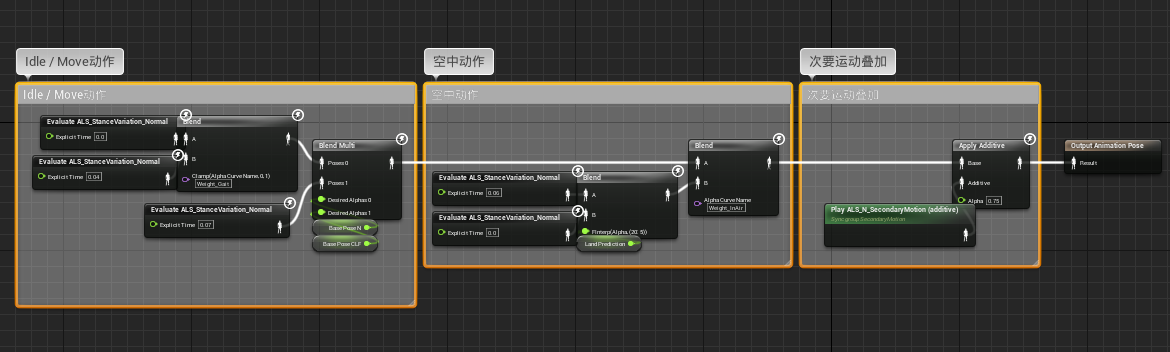 Idle / Move动作
空中动作
次要运动叠加
Idle / Move动作
空中动作
次要运动叠加
Evaluate ALS_StanceVariation_Normal
Explicit Time 0.0
Blend
A
B
Clamp(Alpha Curve Name, 0, 1)
Weight_Gait
Evaluate ALS_StanceVariation_Normal
Explicit Time 0.04
Evaluate ALS_StanceVariation_Normal
Explicit Time 0.07
Blend Multi
Poses 0
Poses 1
Desired Alphas 0
Desired Alphas 1
Base Pose N
Base Pose CLF
Evaluate ALS_StanceVariation_Normal
Explicit Time 0.06
Evaluate ALS_StanceVariation_Normal
Explicit Time 0.0
Blend
A
B
FInterp(Alpha, (20; 5))
Land Prediction
Blend
A
B
Alpha Curve Name
Weight_InAir
Apply Additive
Base
Additive
Alpha 0.75
Play ALS_N_SecondaryMotion (additive)
Sync group SecondaryMotion
Output Animation Pose
Result